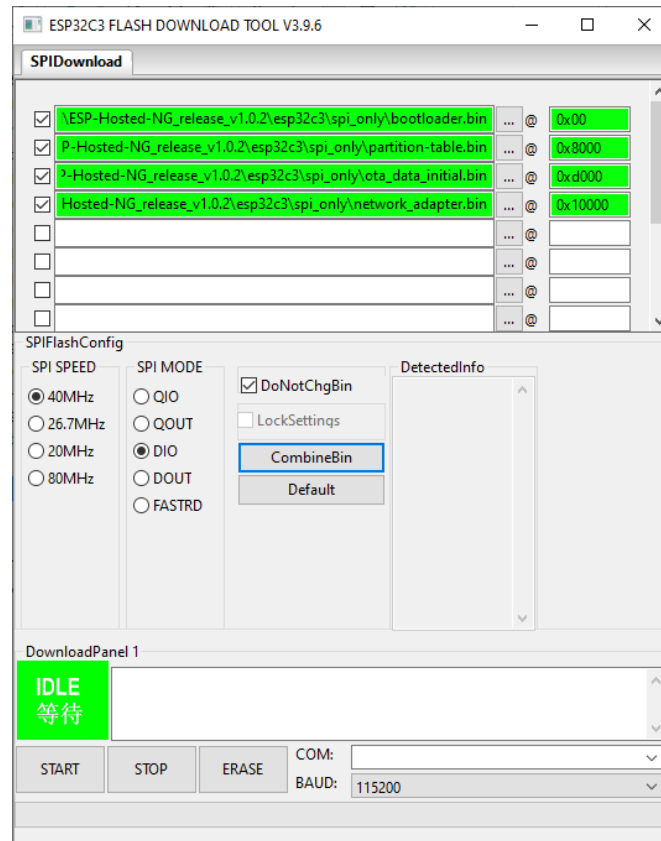 ESP32C3 FLASH DOWNLOAD TOOL V3.9.6
SPIDownload
\ESP-Hosted-NG_release_v1.0.2\esp32c3\spi_only\bootloader.bin ... @ 0x00
P-Hosted-NG_release_v1.0.2\esp32c3\spi_only\partition-table.bin ... @ 0x8000
P-Hosted-NG_release_v1.0.2\esp32c3\spi_only\ota_data_initial.bin ... @ 0xd000
Hosted-NG_release_v1.0.2\esp32c3\spi_only\network_adapter.bin ... @ 0x10000
... @
... @
... @
... @
SPIFlashConfig
SPI SPEED
40MHz
26.7MHz
20MHz
80MHz
SPI MODE
QIO
QOUT
DIO
DOUT
FASTRD
DoNotChgBin
LockSettings
CombineBin
Default
DetectedInfo
DownloadPanel 1
IDLE
等待
START STOP ERASE
COM:
BAUD: 115200